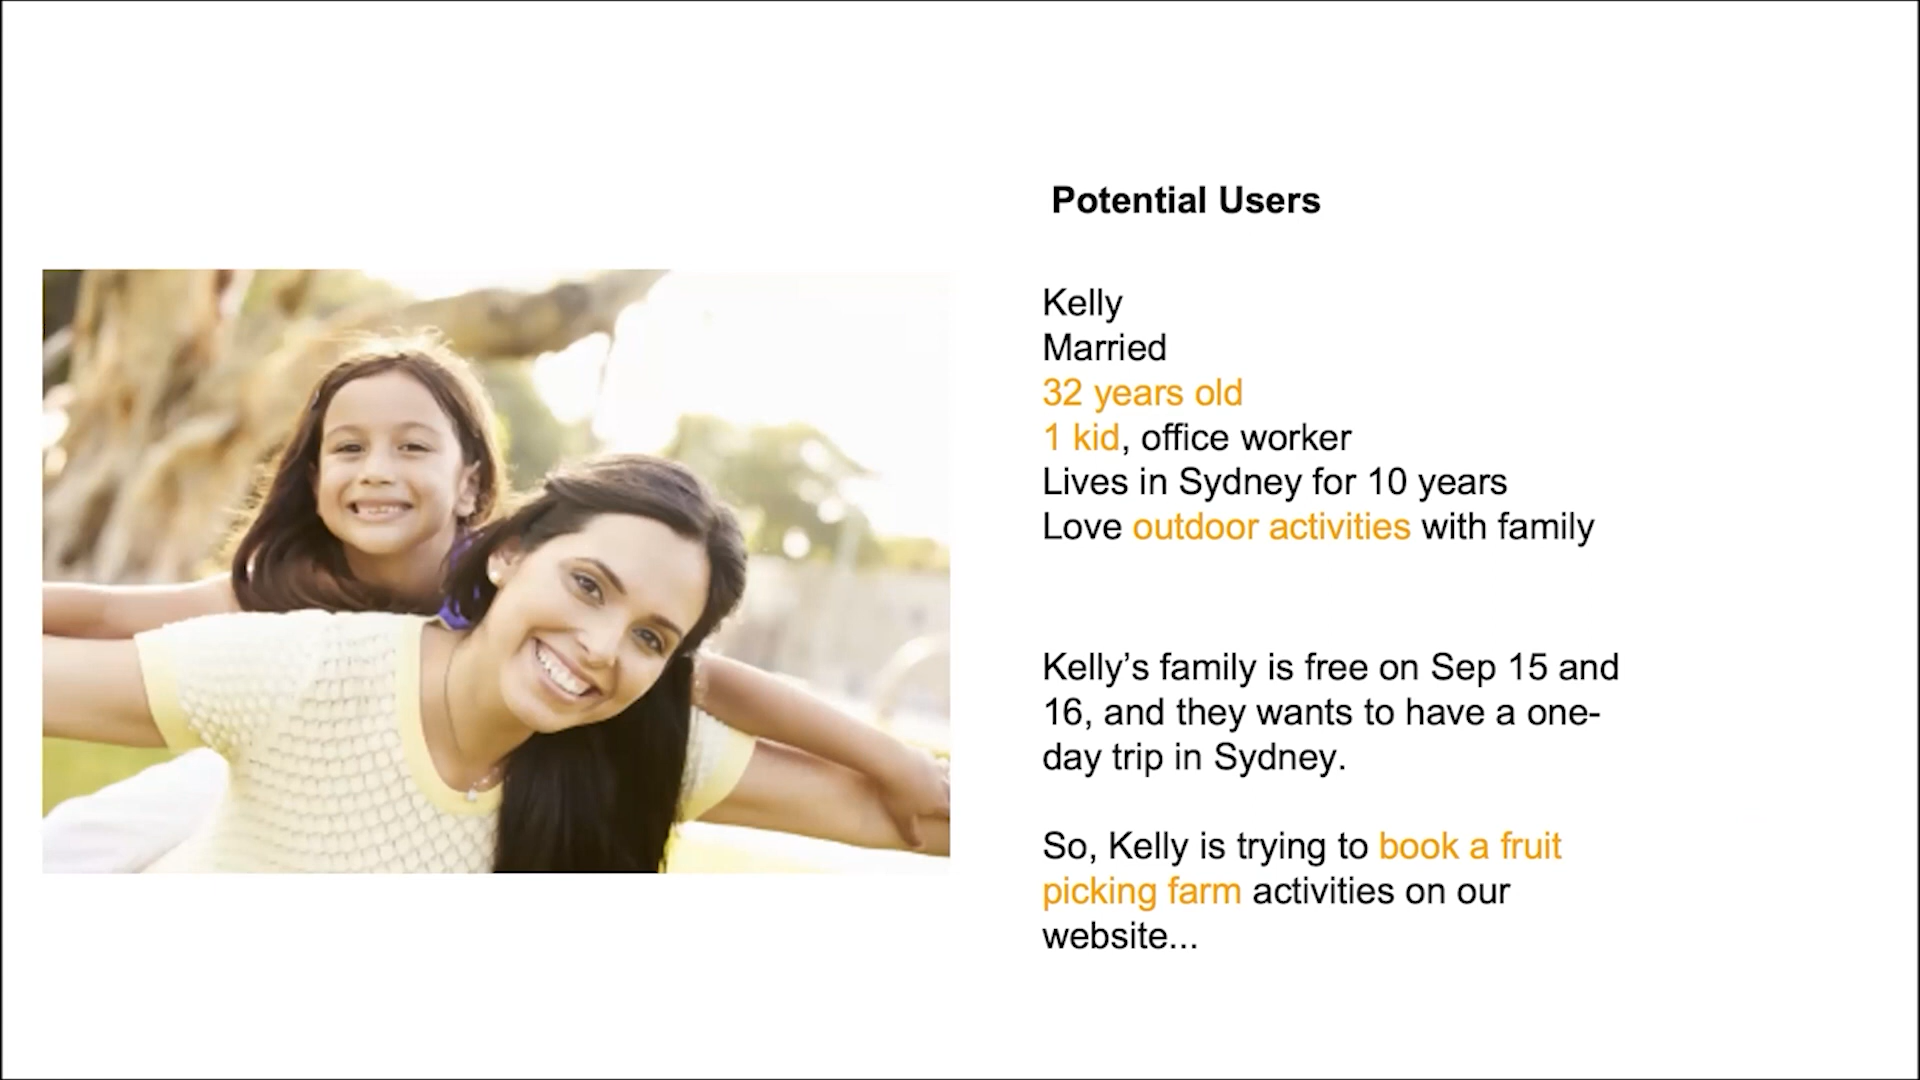 Potential Users
Kelly
Married
32 years old
1 kid, office worker
Lives in Sydney for 10 years
Love outdoor activities with family
Kelly’s family is free on Sep 15 and
16, and they wants to have a one-
day trip in Sydney.
So, Kelly is trying to book a fruit
picking farm activities on our
website...